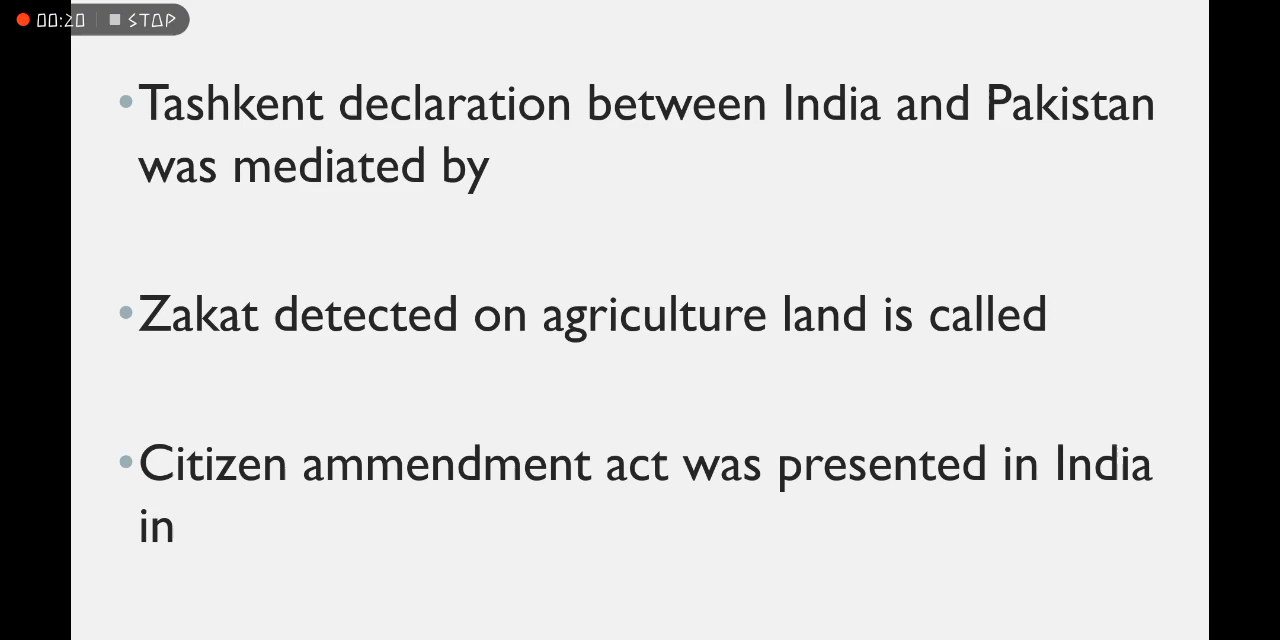 00:20 STOP
•Tashkent declaration between India and Pakistan
was mediated by
•Zakat detected on agriculture land is called
•Citizen ammendment act was presented in India
in